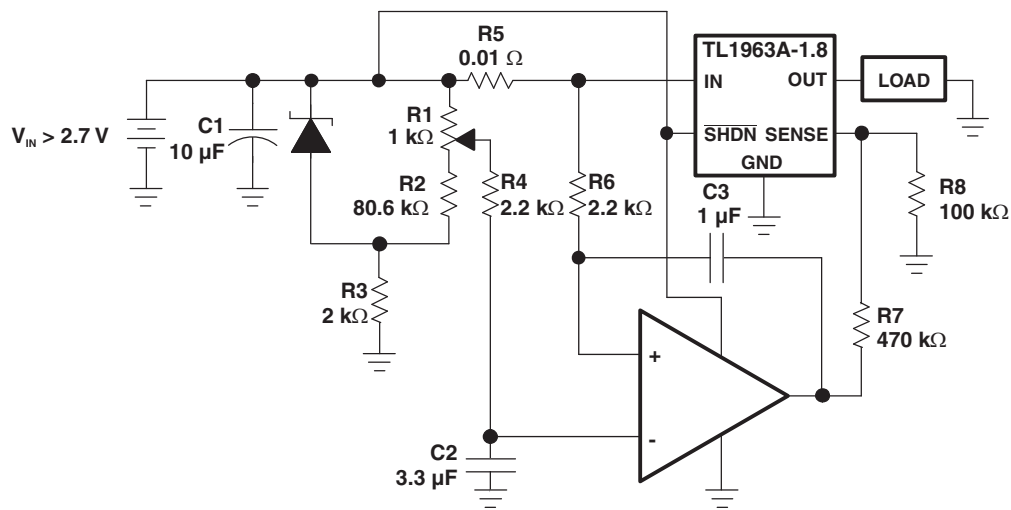 R5
0.01 Ω
TL1963A-1.8
IN
OUT
LOAD
R1
1 kΩ
C1
10 µF
V_IN > 2.7 V
SHDN
SENSE
GND
R2
80.6 kΩ
R4
2.2 kΩ
R6
2.2 kΩ
C3
1 µF
R8
100 kΩ
R3
2 kΩ
R7
470 kΩ
+
-
C2
3.3 µF